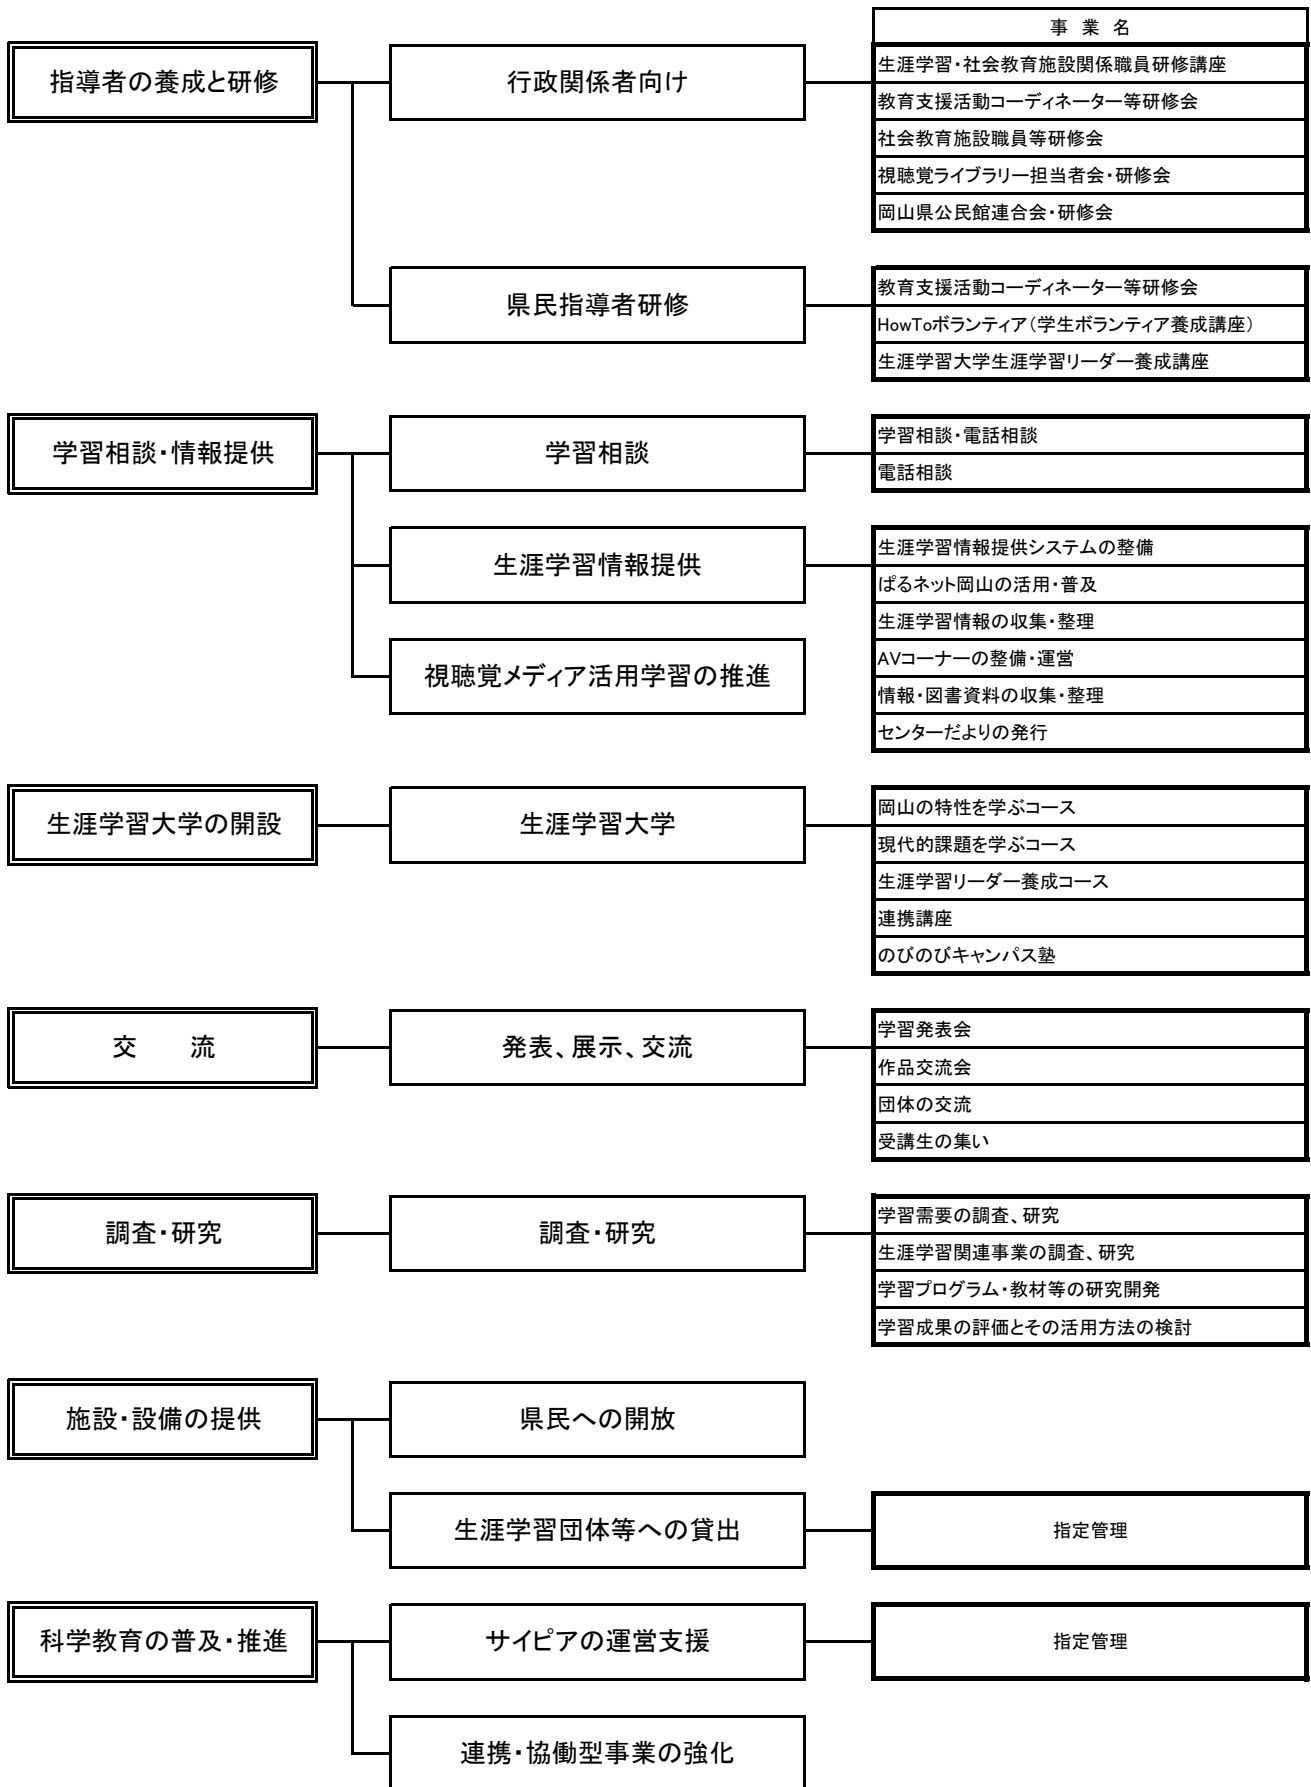 事 業 名
指導者の養成と研修
行政関係者向け
生涯学習・社会教育施設関係職員研修講座
教育支援活動コーディネーター等研修会
社会教育施設職員等研修会
視聴覚ライブラリー担当者会・研修会
岡山県公民館連合会・研修会
県民指導者研修
教育支援活動コーディネーター等研修会
HowToボランティア(学生ボランティア養成講座)
生涯学習大学生涯学習リーダー養成講座
学習相談・情報提供
学習相談
学習相談・電話相談
電話相談
生涯学習情報提供
生涯学習情報提供システムの整備
ぱるネット岡山の活用・普及
生涯学習情報の収集・整理
視聴覚メディア活用学習の推進
AVコーナーの整備・運営
情報・図書資料の収集・整理
センターだよりの発行
生涯学習大学の開設
生涯学習大学
岡山の特性を学ぶコース
現代的課題を学ぶコース
生涯学習リーダー養成コース
連携講座
のびのびキャンパス塾
交 流
発表、展示、交流
学習発表会
作品交流会
団体の交流
受講生の集い
調査・研究
調査・研究
学習需要の調査、研究
生涯学習関連事業の調査、研究
学習プログラム・教材等の研究開発
学習成果の評価とその活用方法の検討
施設・設備の提供
県民への開放
生涯学習団体等への貸出
指定管理
科学教育の普及・推進
サイピアの運営支援
指定管理
連携・協働型事業の強化